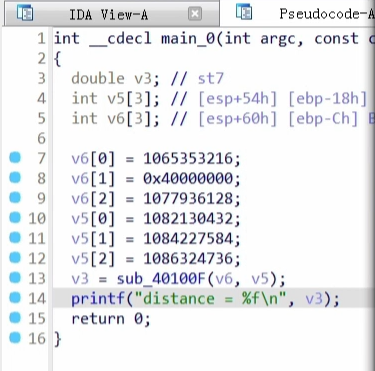 IDA View-A
Pseudocode-A
1 int __cdecl main_0(int argc, const c
2 {
3 double v3; // st7
4 int v5[3]; // [esp+54h] [ebp-18h]
5 int v6[3]; // [esp+60h] [ebp-Ch] B
6
7 v6[0] = 1065353216;
8 v6[1] = 0x40000000;
9 v6[2] = 1077936128;
10 v5[0] = 1082130432;
11 v5[1] = 1084227584;
12 v5[2] = 1086324736;
13 v3 = sub_40100F(v6, v5);
14 printf("distance = %f\n", v3);
15 return 0;
16 }